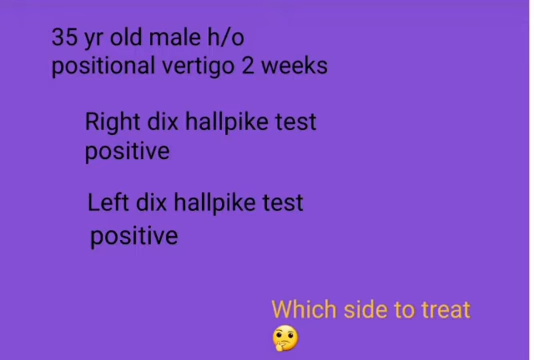 35 yr old male h/o
positional vertigo 2 weeks
Right dix hallpike test
positive
Left dix hallpike test
positive
Which side to treat
🤔